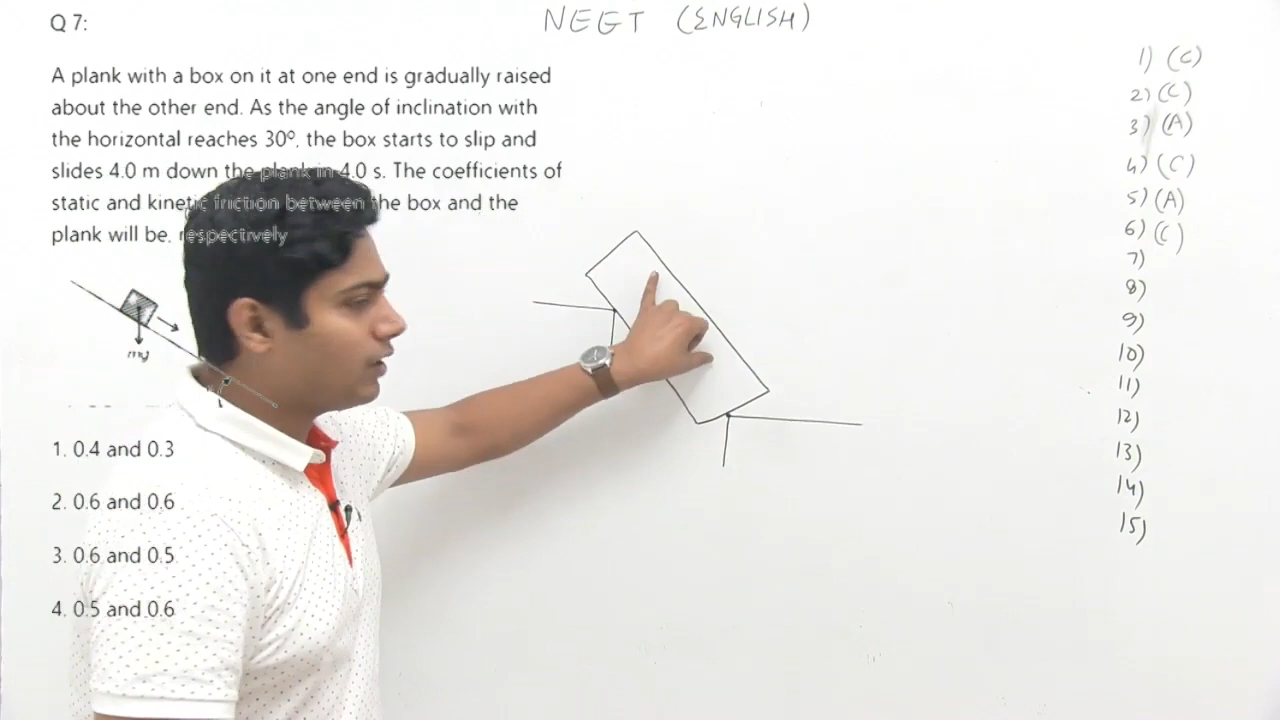 Q 7:
NEET (ENGLISH)
A plank with a box on it at one end is gradually raised
about the other end. As the angle of inclination with
the horizontal reaches 30º, the box starts to slip and
slides 4.0 m down the plank in 4.0 s. The coefficients of
static and kinetic friction between the box and the
plank will be, respectively
mg
1. 0.4 and 0.3
2. 0.6 and 0.6
3. 0.6 and 0.5
4. 0.5 and 0.6
1) (C)
2) (C)
3) (A)
4) (C)
5) (A)
6) (C)
7)
8)
9)
10)
11)
12)
13)
14)
15)